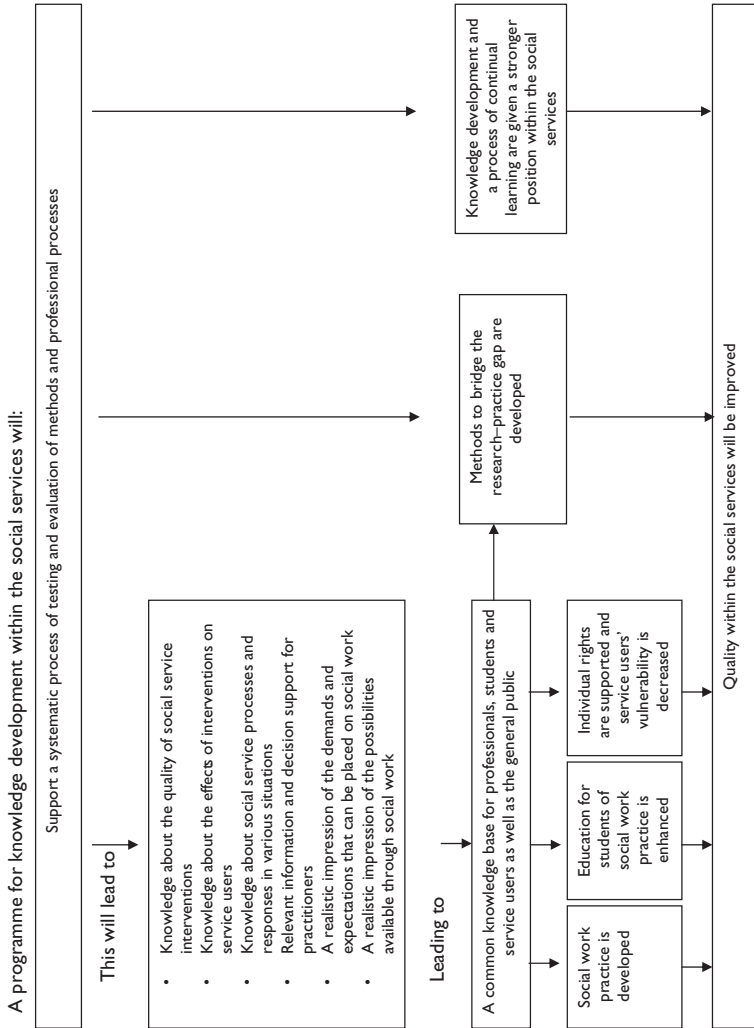 A programme for knowledge development within the social services will:
Support a systematic process of testing and evaluation of methods and professional processes
This will lead to
• Knowledge about the quality of social service
interventions
• Knowledge about the effects of interventions on
service users
• Knowledge about social service processes and
responses in various situations
• Relevant information and decision support for
practitioners
• A realistic impression of the demands and
expectations that can be placed on social work
• A realistic impression of the possibilities
available through social work
Leading to
A common knowledge base for professionals, students and
service users as well as the general public
Methods to bridge the
research–practice gap are
developed
Knowledge development and
a process of continual
learning are given a stronger
position within the social
services
Social work
practice is
developed
Education for
students of
social work
practice is
enhanced
Individual rights
are supported and
service users'
vulnerability is
decreased
Quality within the social services will be improved